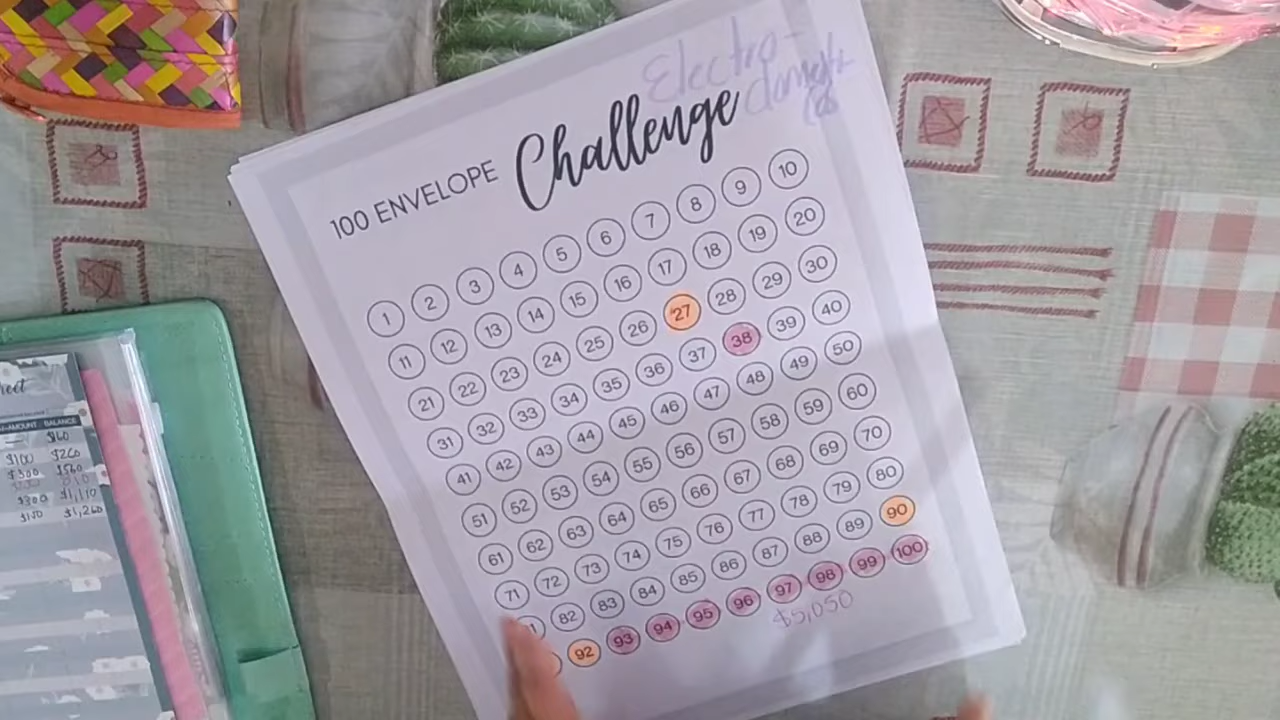 Electro-
100 ENVELOPE Challenge
1 2 3 4 5 6 7 8 9 10
11 12 13 14 15 16 17 18 19 20
21 22 23 24 25 26 27 28 29 30
31 32 33 34 35 36 37 38 39 40
41 42 43 44 45 46 47 48 49 50
51 52 53 54 55 56 57 58 59 60
61 62 63 64 65 66 67 68 69 70
71 72 73 74 75 76 77 78 79 80
82 83 84 85 86 87 88 89 90
92 93 94 95 96 97 98 99 100
$5,050
AMOUNT BALANCE
$60
$100 $260
$300 $560
$300 $1,110
$150 $1,260